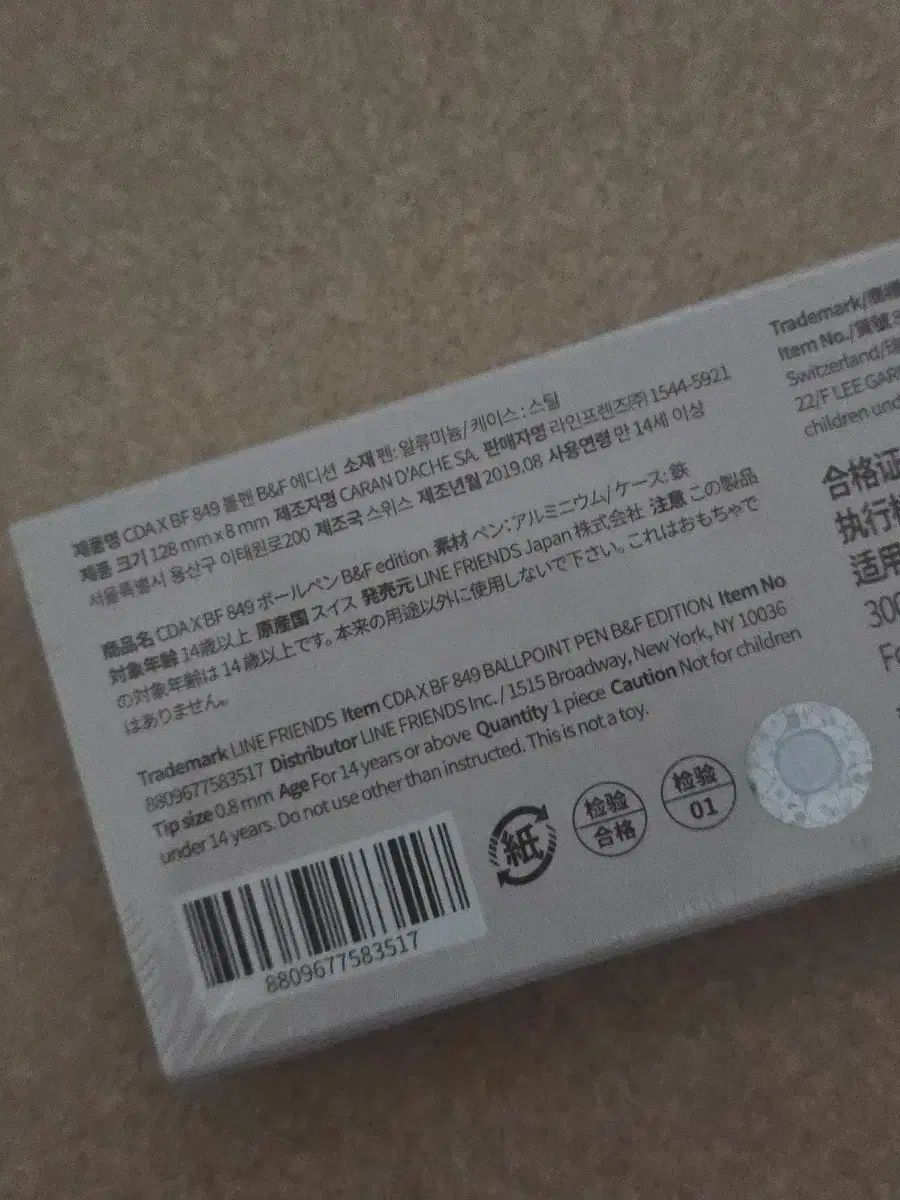 제품명 CDA X BF 849 볼펜 B&F 에디션 소재 펜: 알류미늄/ 케이스 : 스틸
제품 크기 128 mm x 8 mm 제조자명 CARAN D'ACHE SA. 판매자명 라인프렌즈(주) 1544-5921
서울특별시 용산구 이태원로200 제조국 스위스 제조년월 2019.08 사용연령 만 14세 이상
商品名 CDA X BF 849 ボールペン B&F edition 素材 ペン：アルミニウム/ ケース：鉄
対象年齢 14歳以上 原産国 スイス 発売元 LINE FRIENDS Japan 株式会社 注意 この製品
の対象年齢は 14 歳以上です。本来の用途以外に使用しないで下さい。これはおもちゃで
はありません。
Trademark LINE FRIENDS Item CDA X BF 849 BALLPOINT PEN B&F EDITION Item No
8809677583517 Distributor LINE FRIENDS Inc. / 1515 Broadway, New York, NY 10036
Tip size 0.8 mm Age For 14 years or above Quantity 1 piece Caution Not for children
under 14 years. Do not use other than instructed. This is not a toy.
8809677583517
紙
检验
合格
检验
01
Trademark/商標
Item No./貨號
Switzerland/
22/F LEE GAR
children und
合格证
执行标
适用
300
Fo